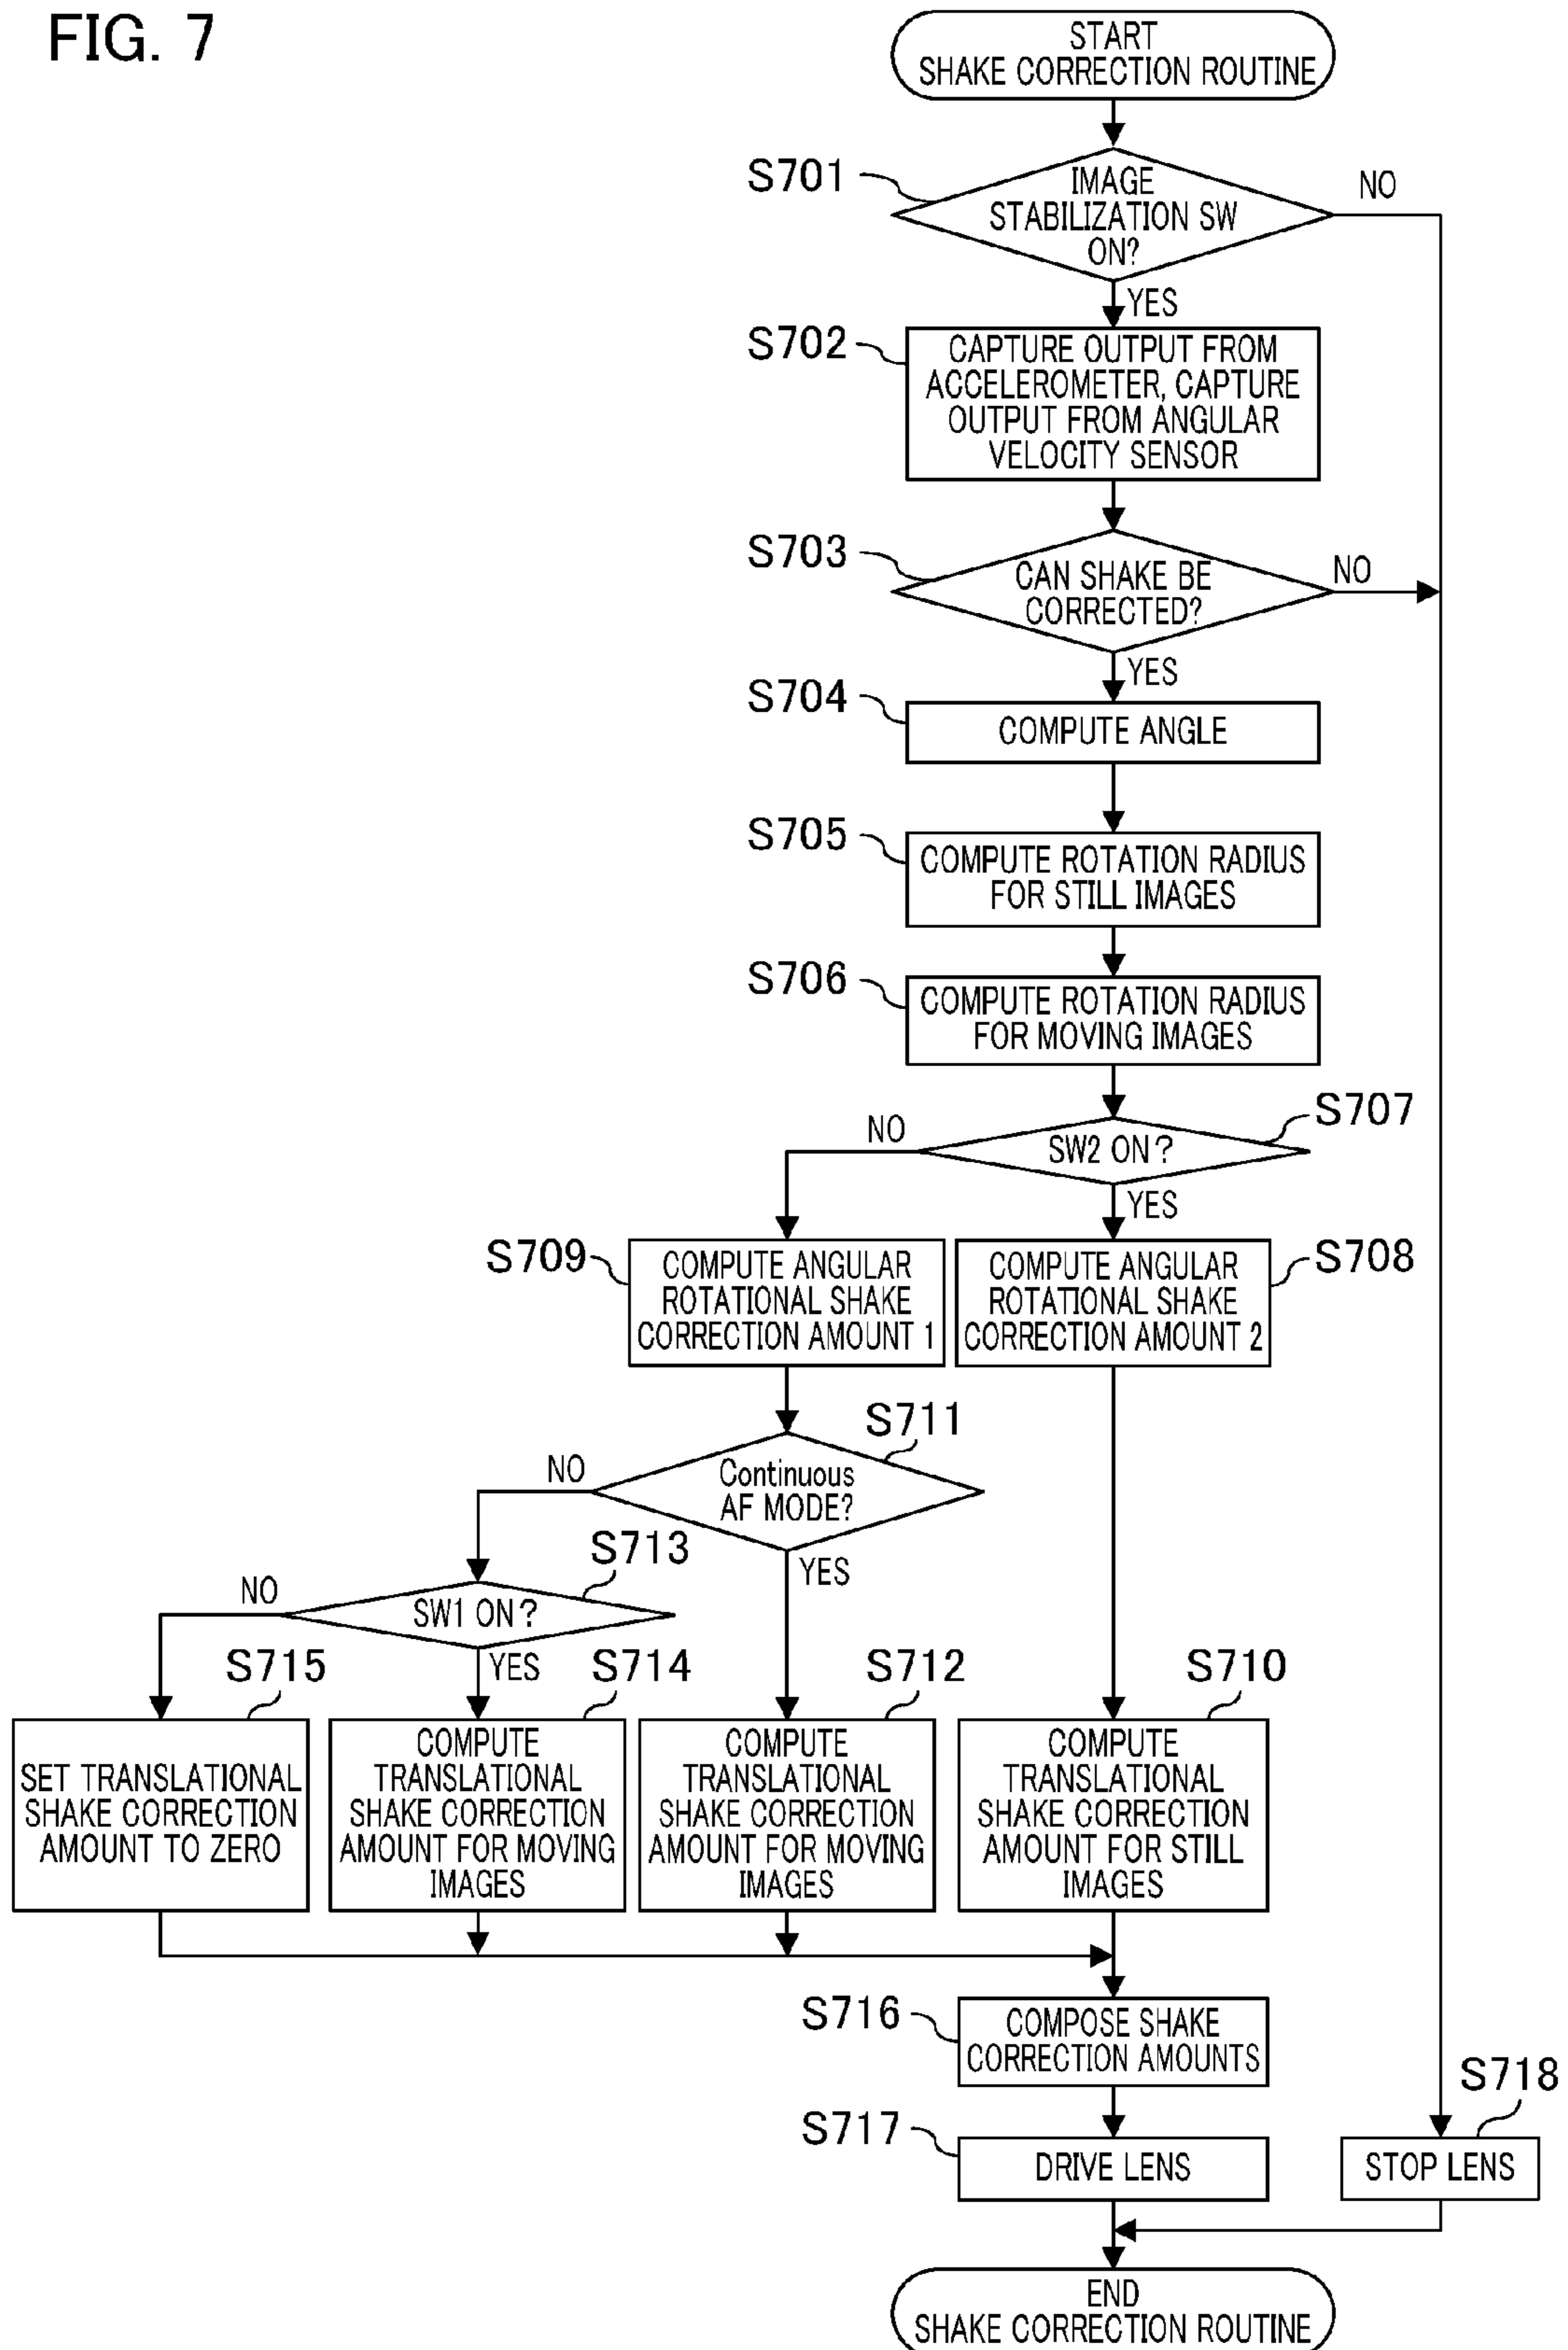 FIG. 7
START
SHAKE CORRECTION ROUTINE
S701
IMAGE
STABILIZATION SW
ON?
NO
YES
S702
CAPTURE OUTPUT FROM
ACCELEROMETER, CAPTURE
OUTPUT FROM ANGULAR
VELOCITY SENSOR
S703
CAN SHAKE BE
CORRECTED?
NO
YES
S704
COMPUTE ANGLE
S705
COMPUTE ROTATION RADIUS
FOR STILL IMAGES
S706
COMPUTE ROTATION RADIUS
FOR MOVING IMAGES
S707
SW2 ON?
NO
YES
S709
COMPUTE ANGULAR
ROTATIONAL SHAKE
CORRECTION AMOUNT 1
S708
COMPUTE ANGULAR
ROTATIONAL SHAKE
CORRECTION AMOUNT 2
S711
Continuous
AF MODE?
NO
YES
S713
SW1 ON?
NO
YES
S715
SET TRANSLATIONAL
SHAKE CORRECTION
AMOUNT TO ZERO
S714
COMPUTE
TRANSLATIONAL
SHAKE CORRECTION
AMOUNT FOR MOVING
IMAGES
S712
COMPUTE
TRANSLATIONAL
SHAKE CORRECTION
AMOUNT FOR MOVING
IMAGES
S710
COMPUTE
TRANSLATIONAL
SHAKE CORRECTION
AMOUNT FOR STILL
IMAGES
S716
COMPOSE SHAKE
CORRECTION AMOUNTS
S717
DRIVE LENS
S718
STOP LENS
END
SHAKE CORRECTION ROUTINE